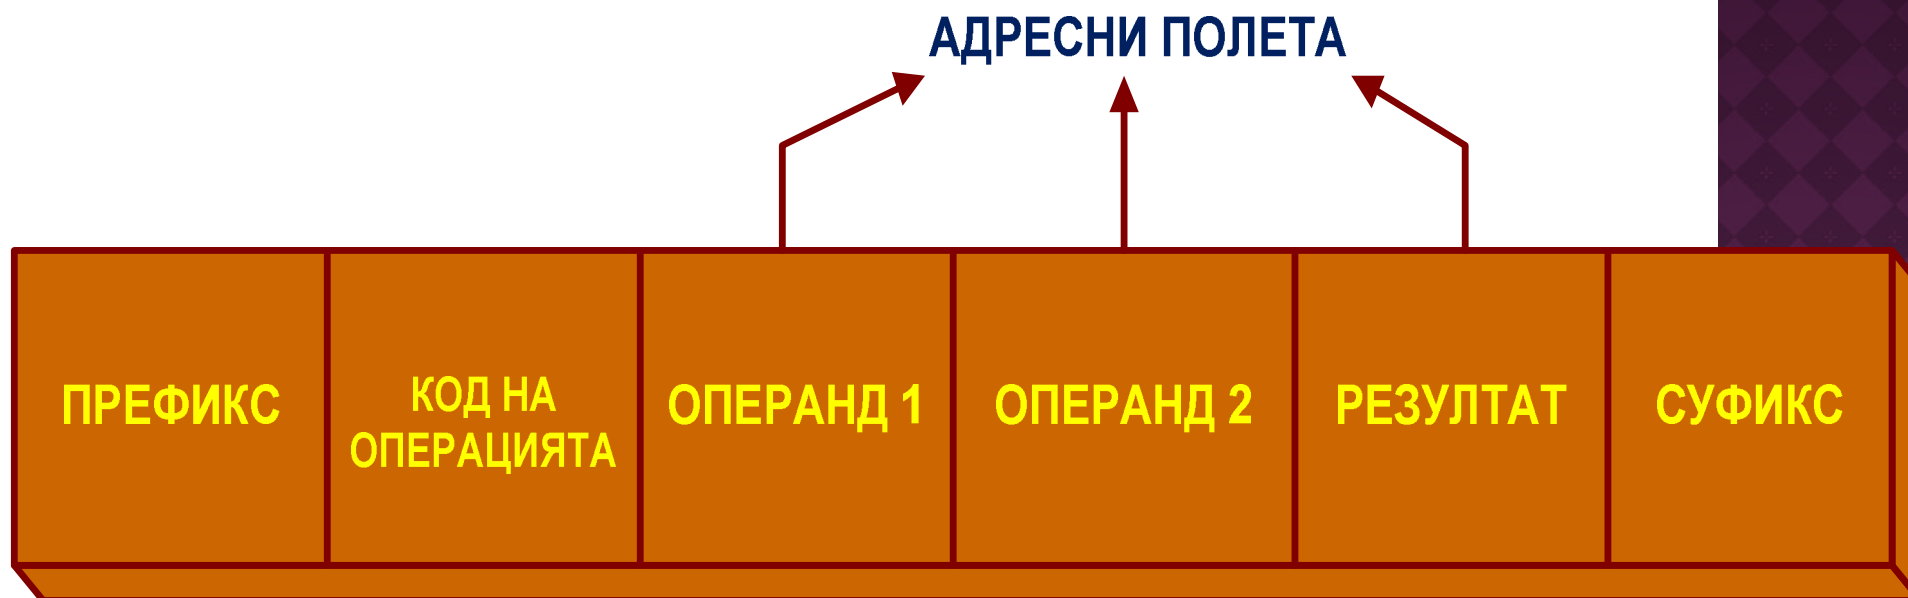 АДРЕСНИ ПОЛЕТА
ПРЕФИКС
КОД НА
ОПЕРАЦИЯТА
ОПЕРАНД 1
ОПЕРАНД 2
РЕЗУЛТАТ
СУФИКС